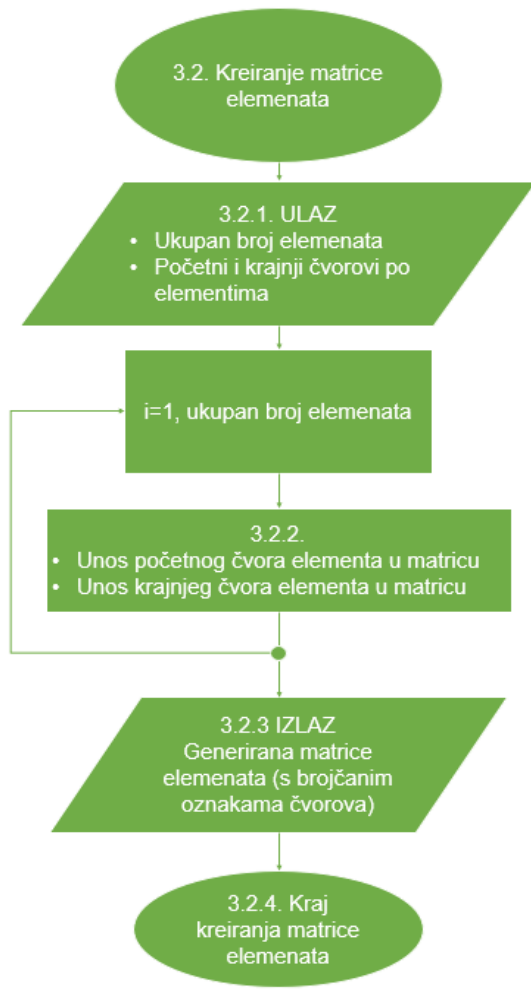 3.2. Kreiranje matrice
elemenata
3.2.1. ULAZ
• Ukupan broj elemenata
• Početni i krajnji čvorovi po
elementima
i=1, ukupan broj elemenata
3.2.2.
• Unos početnog čvora elementa u matricu
• Unos krajnjeg čvora elementa u matricu
3.2.3 IZLAZ
Generirana matrice
elemenata (s brojčanim
oznakama čvorova)
3.2.4. Kraj
kreiranja matrice
elemenata